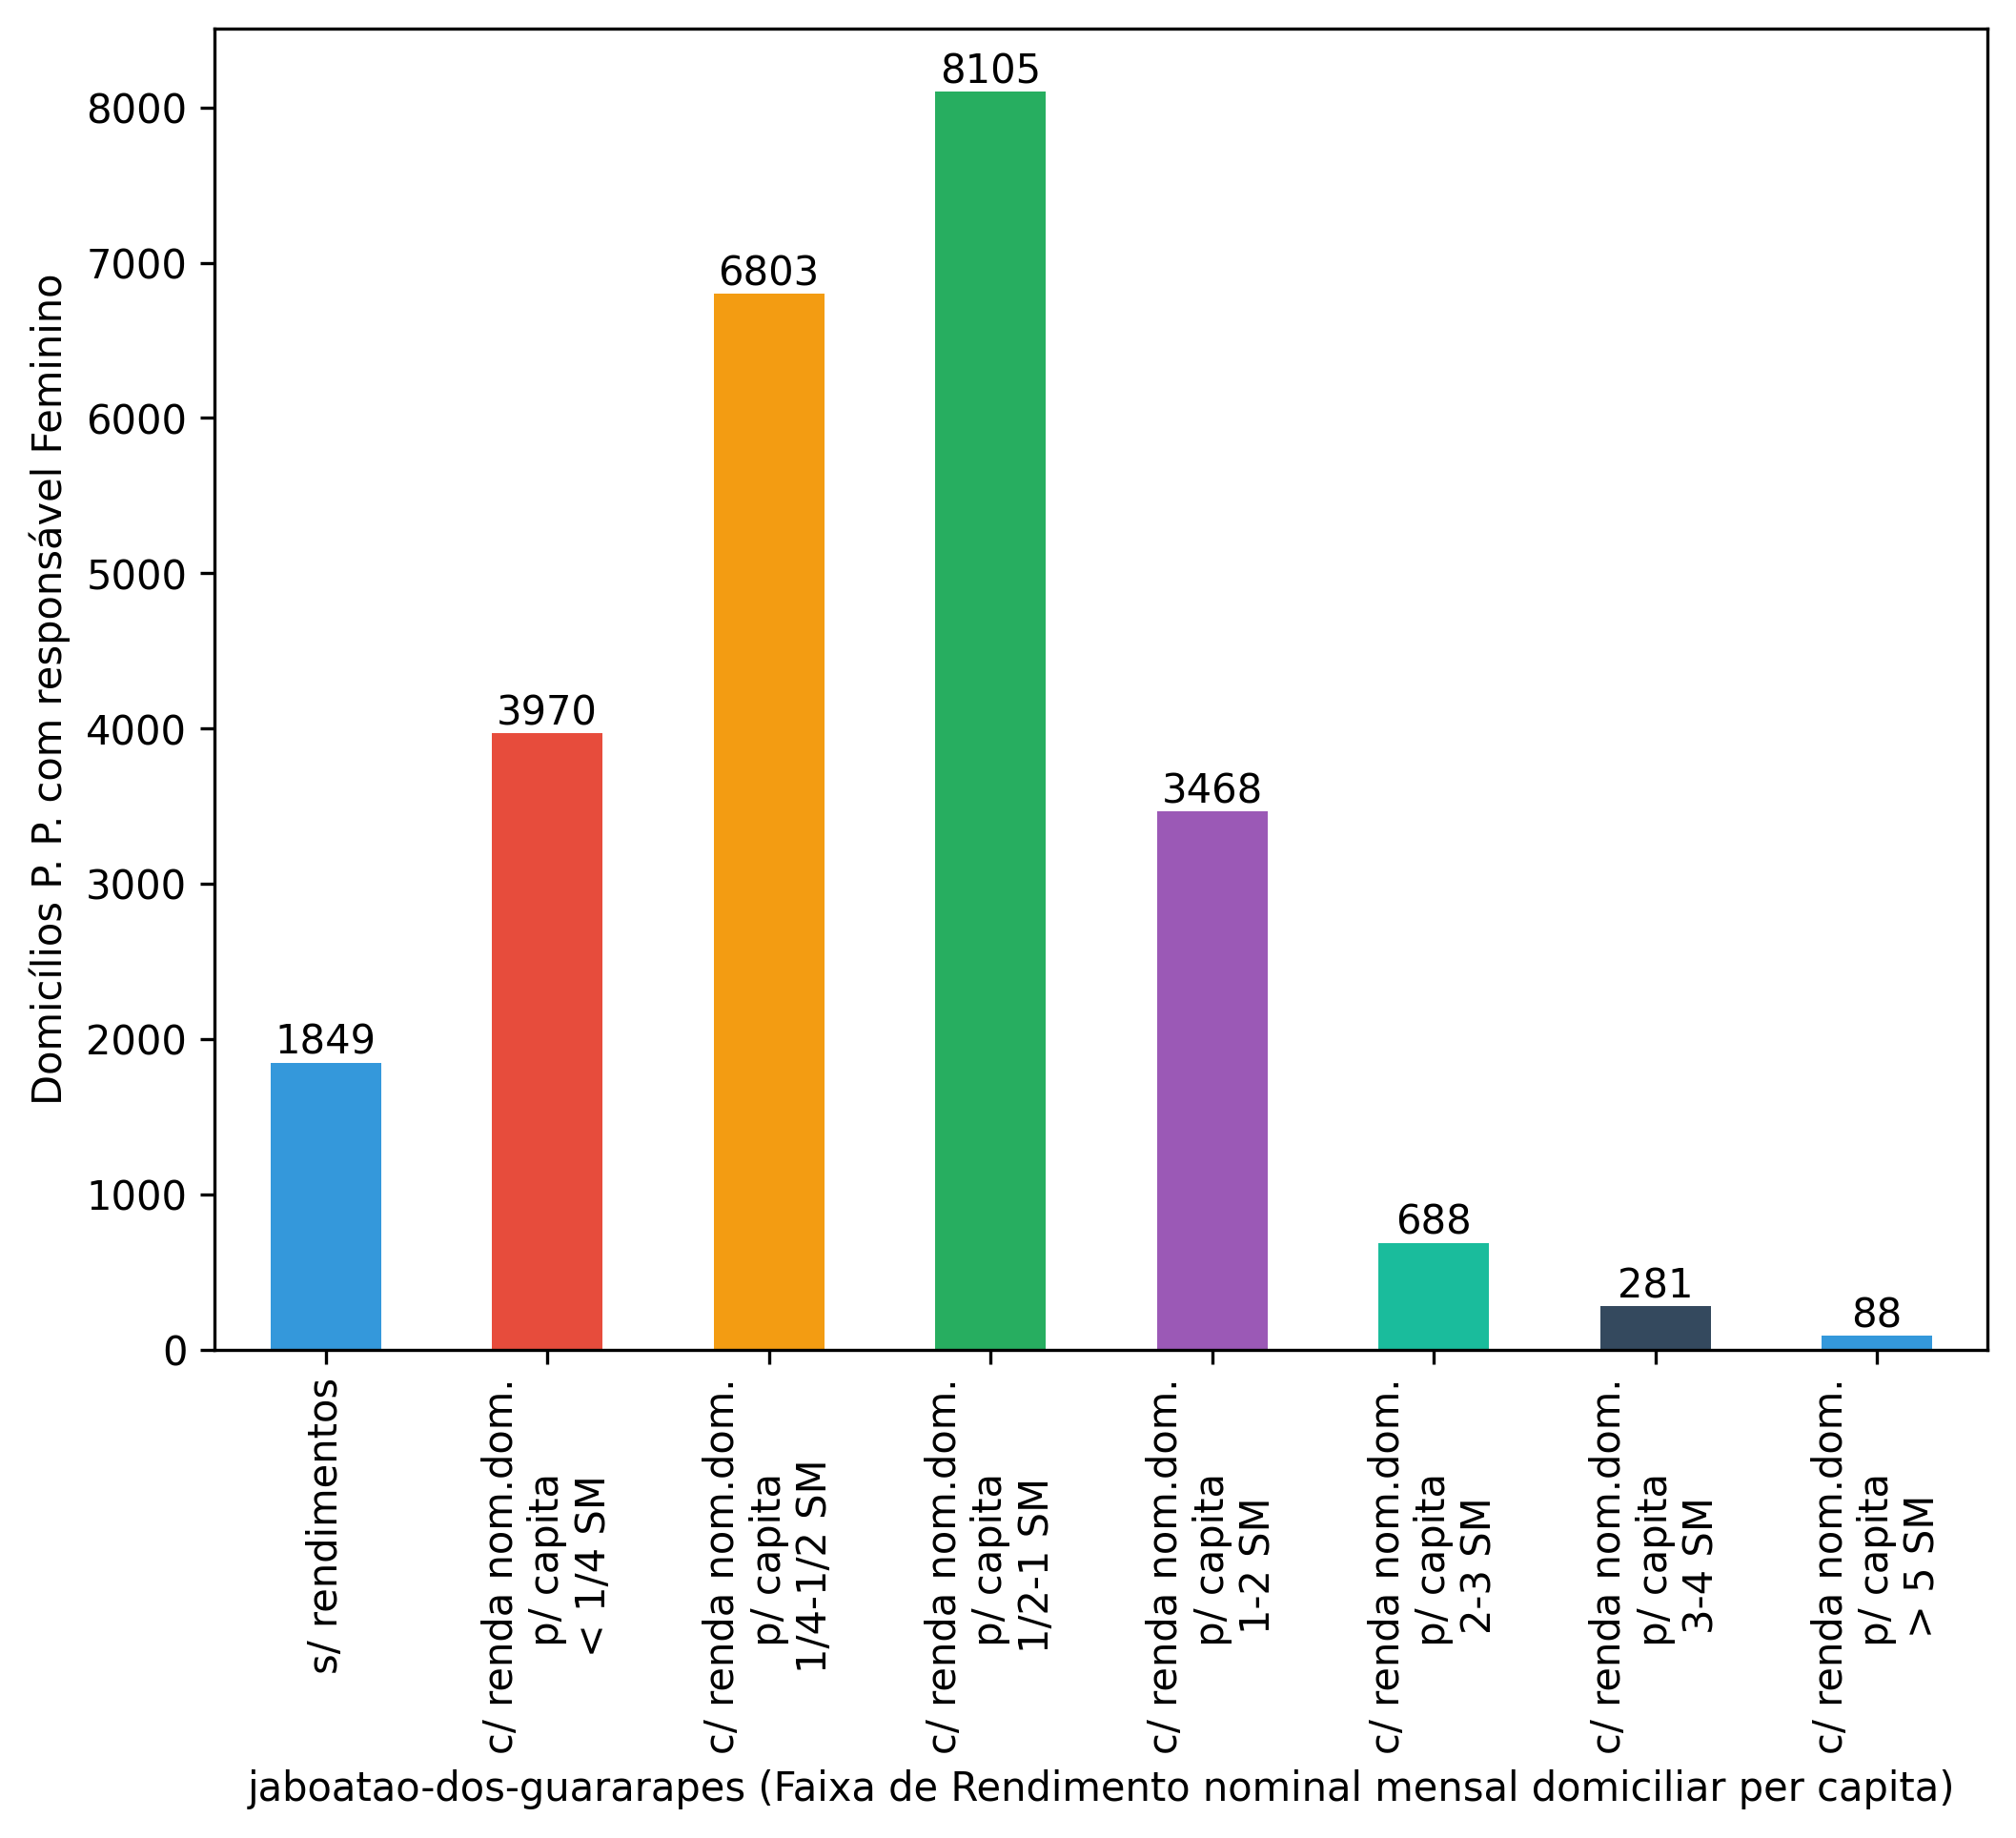 Domicílios P. P. com responsável Feminino
8000
7000
6000
5000
4000
3000
2000
1000
0
1849
3970
6803
8105
3468
688
281
88
s/ rendimentos
c/ renda nom.dom.
p/ capita
< 1/4 SM
c/ renda nom.dom.
p/ capita
1/4-1/2 SM
c/ renda nom.dom.
p/ capita
1/2-1 SM
c/ renda nom.dom.
p/ capita
1-2 SM
c/ renda nom.dom.
p/ capita
2-3 SM
c/ renda nom.dom.
p/ capita
3-4 SM
c/ renda nom.dom.
p/ capita
> 5 SM
jaboatao-dos-guararapes (Faixa de Rendimento nominal mensal domiciliar per capita)